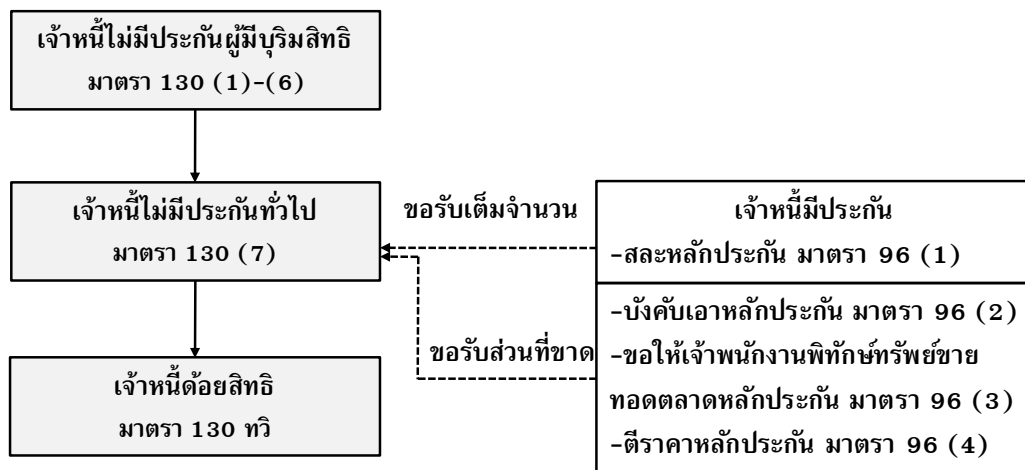 เจ้าหนี้ไม่มีประกันผู้มีบุริมสิทธิ
มาตรา 130 (1)-(6)
เจ้าหนี้ไม่มีประกันทั่วไป
มาตรา 130 (7)
เจ้าหนี้ด้อยสิทธิ
มาตรา 130 ทวิ
ขอรับเต็มจำนวน
ขอรับส่วนที่ขาด
เจ้าหนี้มีประกัน
-สละหลักประกัน มาตรา 96 (1)
-บังคับเอาหลักประกัน มาตรา 96 (2)
-ขอให้เจ้าพนักงานพิทักษ์ทรัพย์ขาย
ทอดตลาดหลักประกัน มาตรา 96 (3)
-ตีราคาหลักประกัน มาตรา 96 (4)